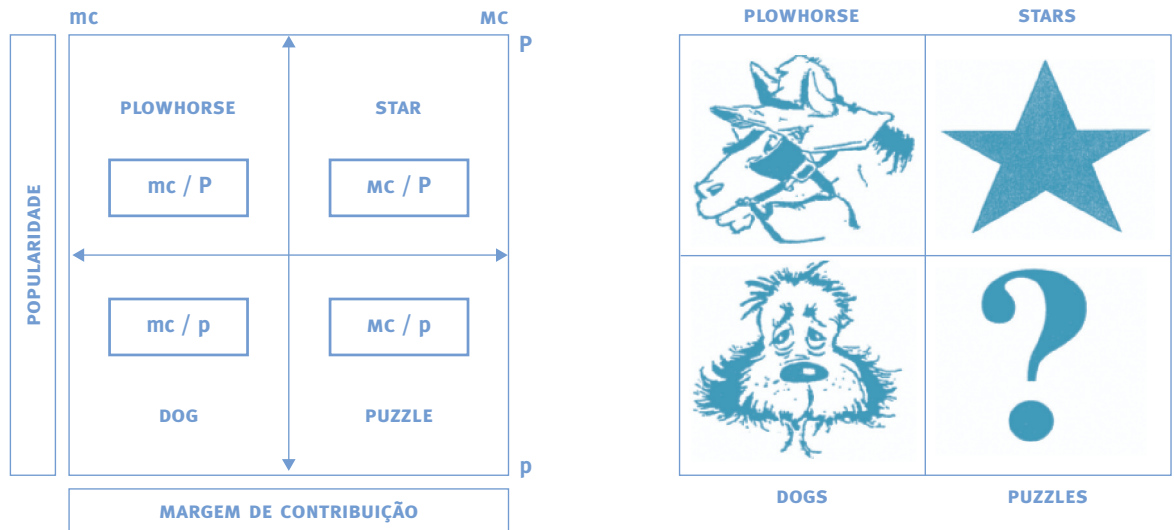 mc MC
P
PLOWHORSE STAR
mc / P MC / P
POPULARIDADE
mc / p MC / p
DOG PUZZLE
p
MARGEM DE CONTRIBUIÇÃO
PLOWHORSE STARS
?
DOGS PUZZLES